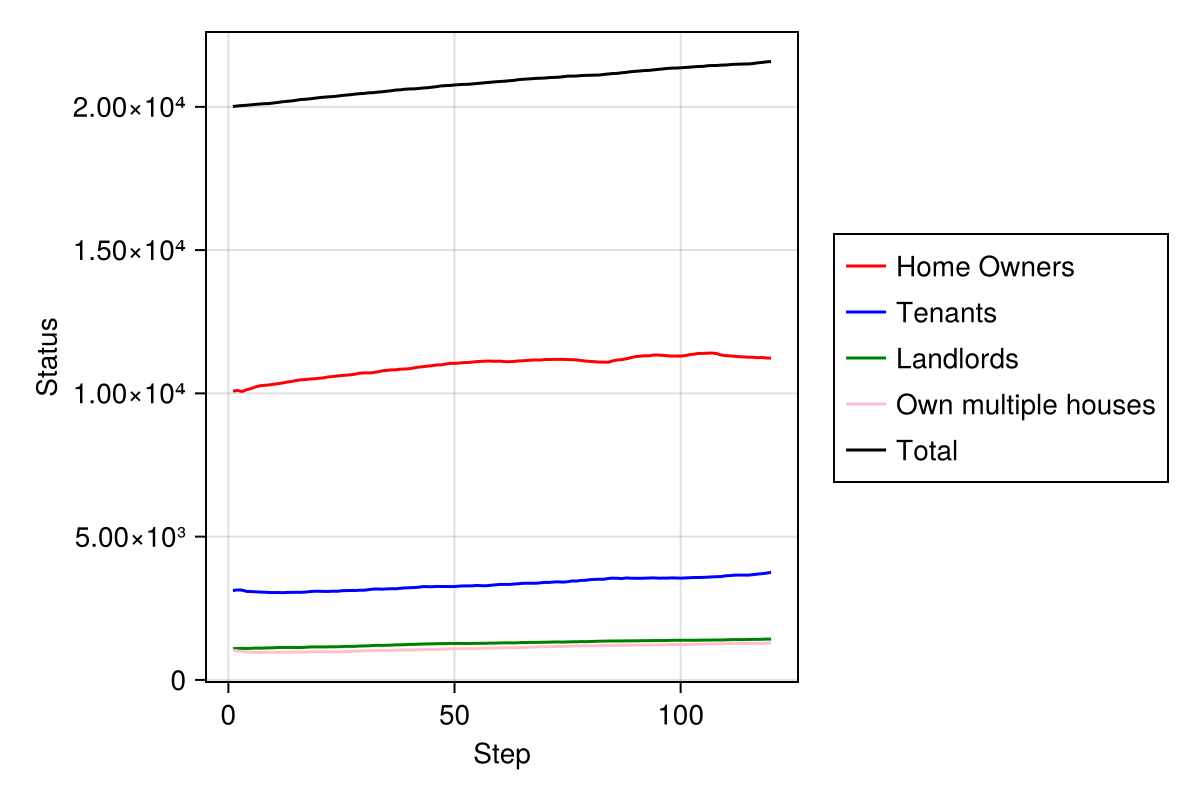 2.00×10⁴
1.50×10⁴
1.00×10⁴
5.00×10³
0
Status
0 50 100
Step
Home Owners
Tenants
Landlords
Own multiple houses
Total